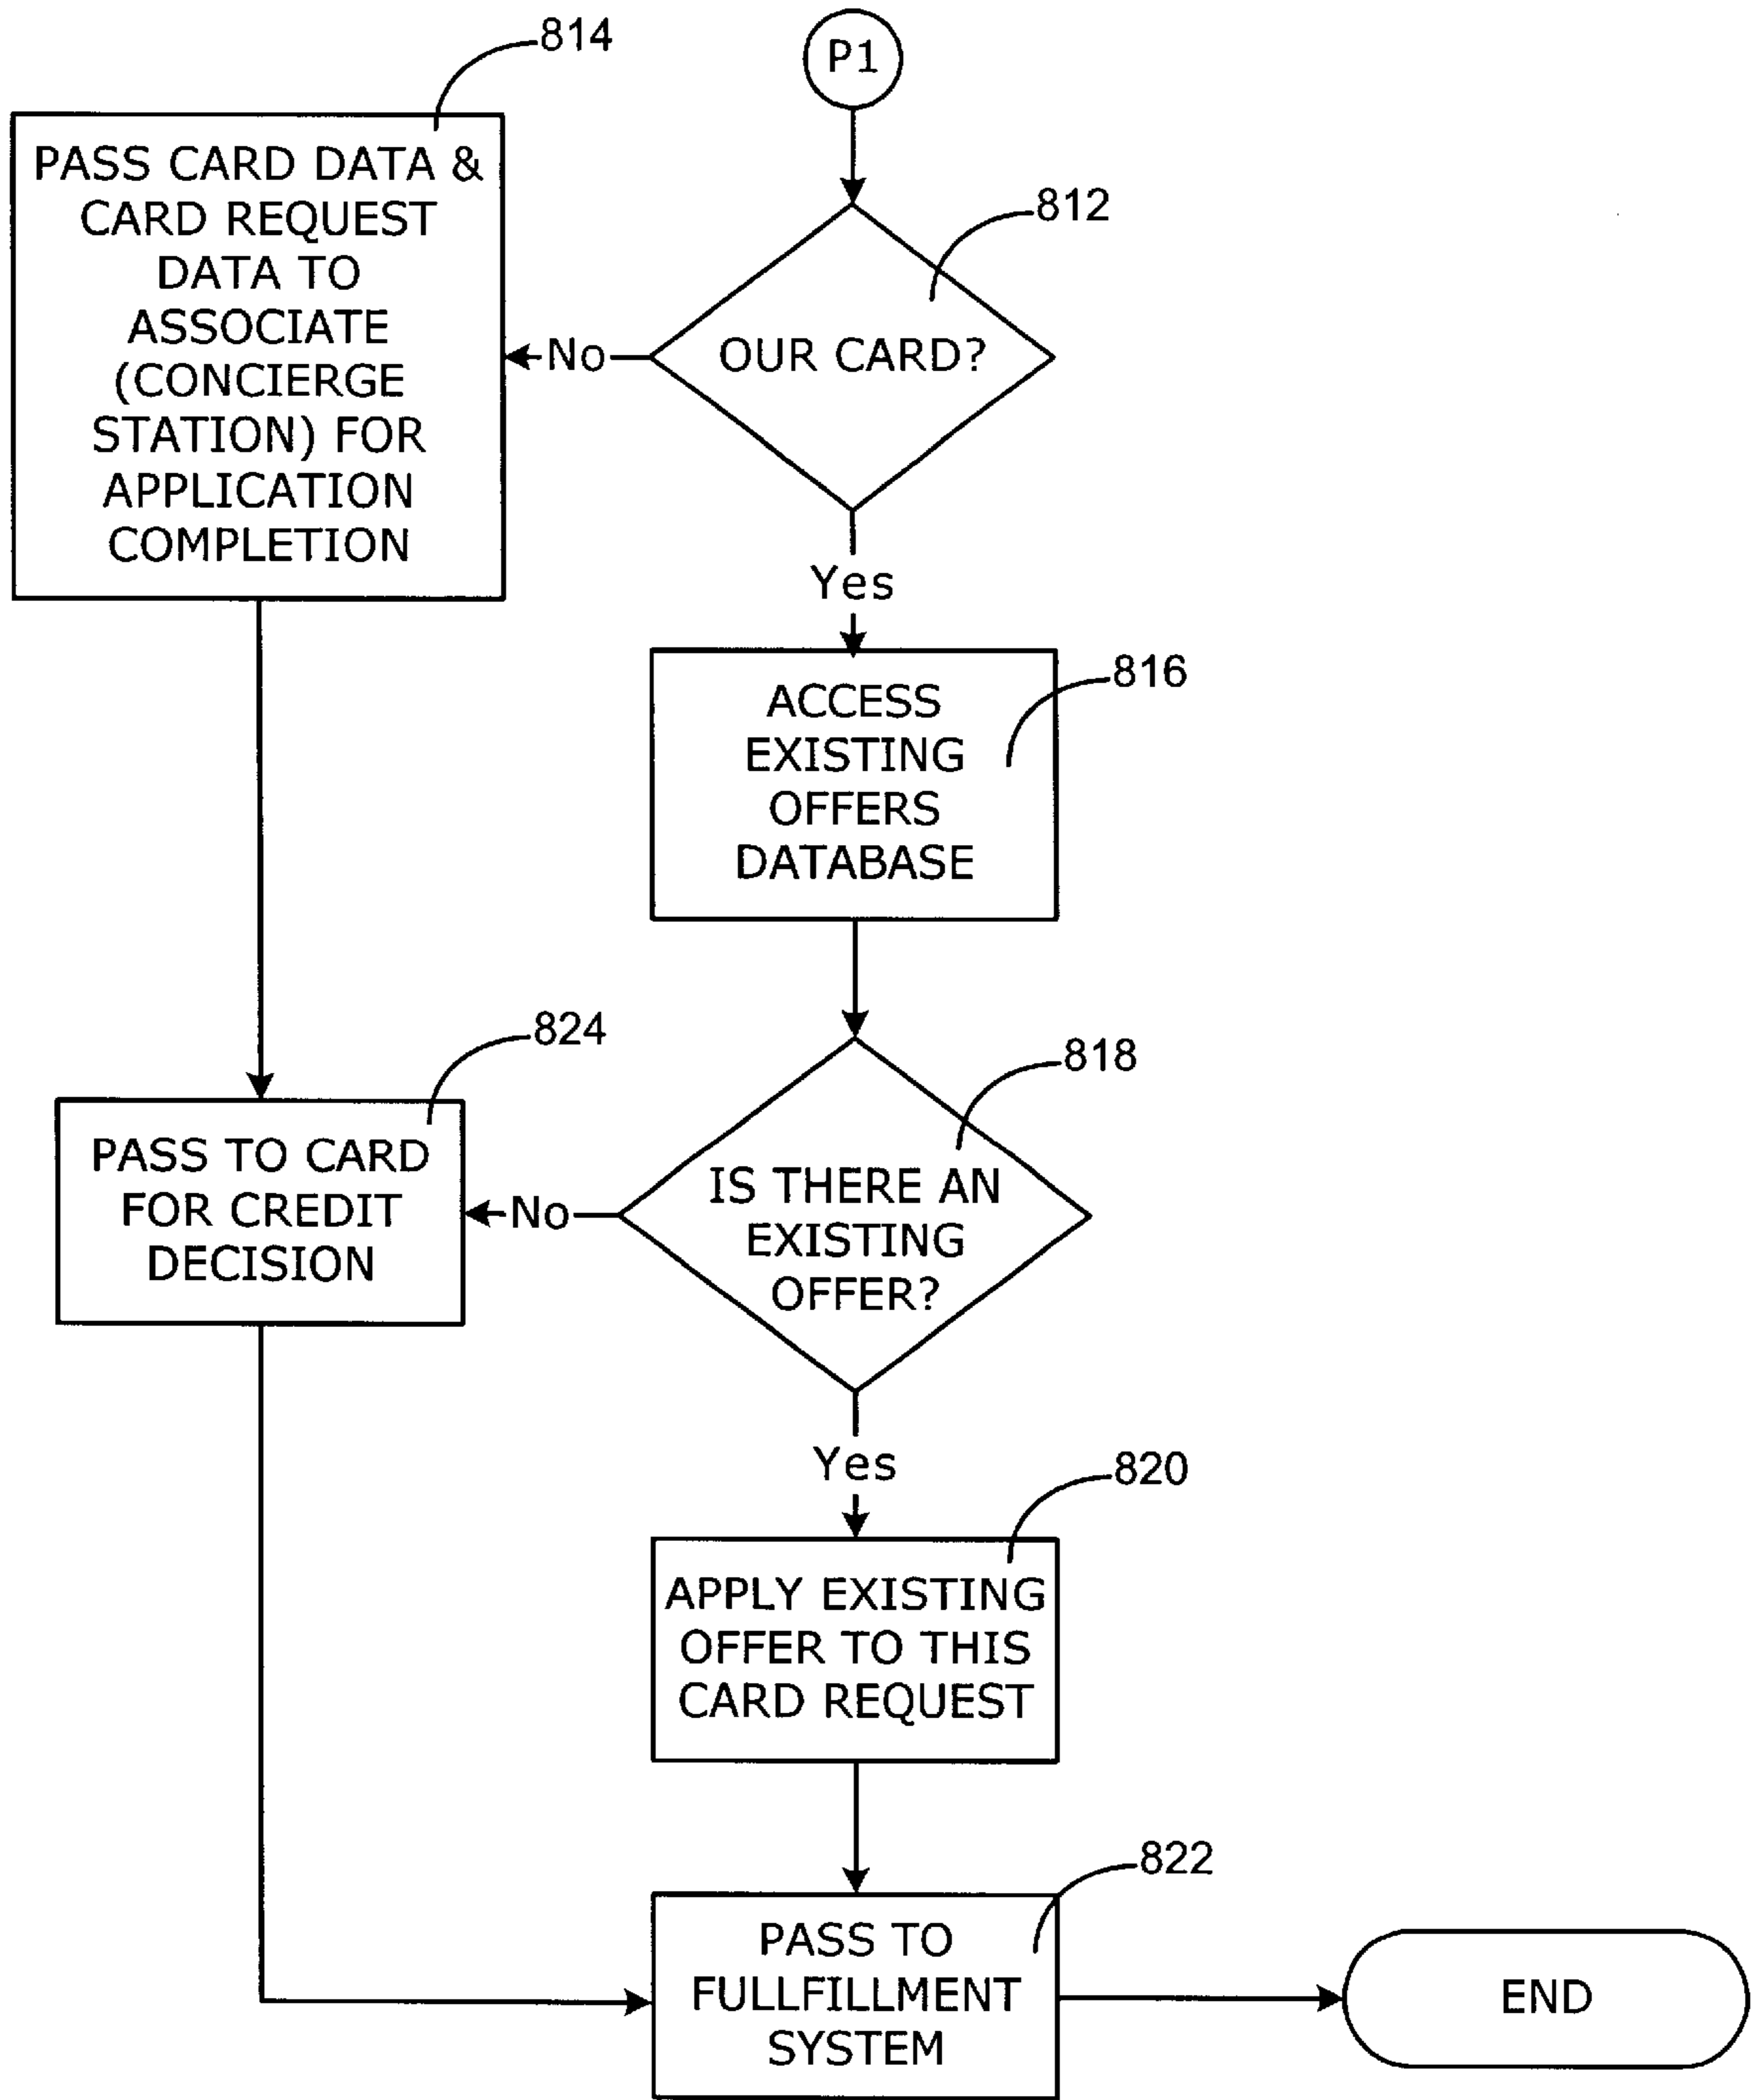 814
P1
PASS CARD DATA &
CARD REQUEST
DATA TO
ASSOCIATE
(CONCIERGE
STATION) FOR
APPLICATION
COMPLETION
812
No
OUR CARD?
Yes
816
ACCESS
EXISTING
OFFERS
DATABASE
824
818
PASS TO CARD
FOR CREDIT
DECISION
No
IS THERE AN
EXISTING
OFFER?
Yes
820
APPLY EXISTING
OFFER TO THIS
CARD REQUEST
822
PASS TO
FULLFILLMENT
SYSTEM
END